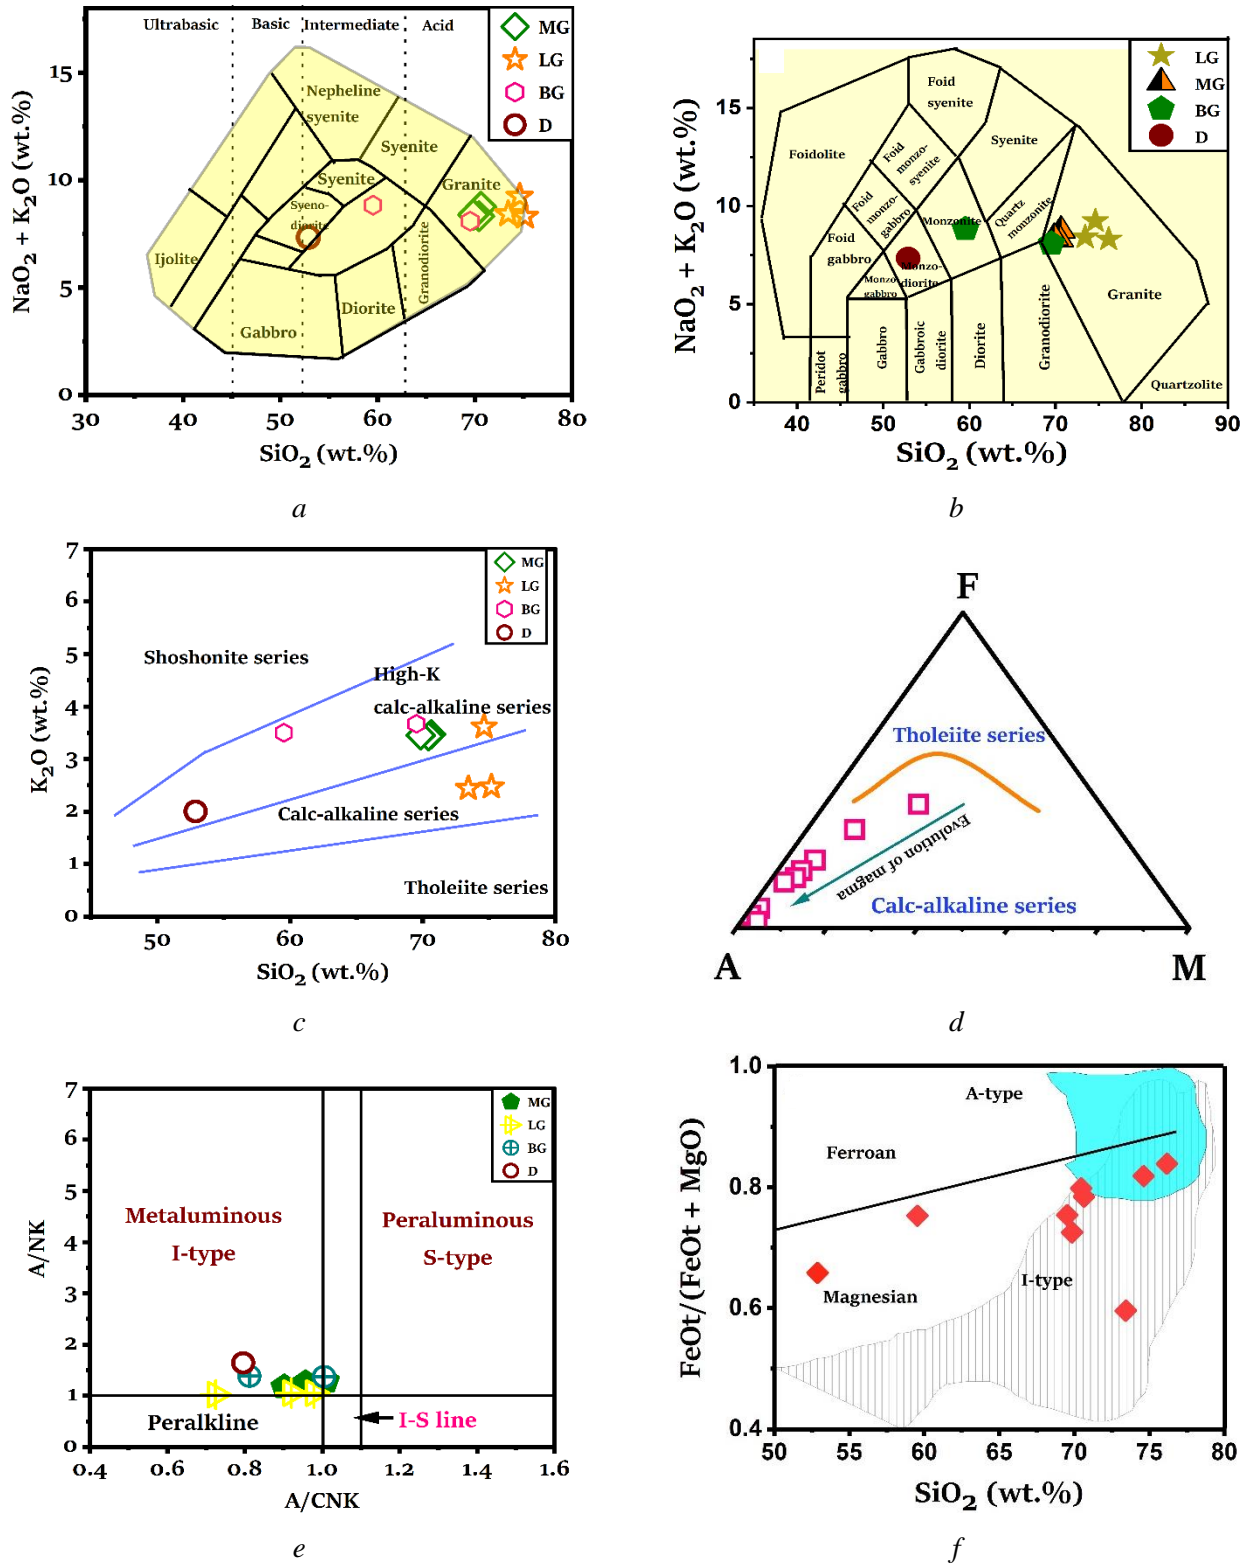 Ultrabasic
Basic
Intermediate
Acid
MG
LG
BG
D
NaO2 + K2O (wt.%)
15
10
5
0
Nepheline
syenite
Syenite
Syenite
Granite
Syeno-
diorite
Ijolite
Granodiorite
Diorite
Gabbro
30 40 50 60 70 80
SiO2 (wt.%)
a
LG
MG
BG
D
NaO2 + K2O (wt.%)
15
10
5
0
Foid
syenite
Foidolite
Foid
monzo-
syenite
Syenite
Foid
monzo-
gabbro
Monzonite
Quartz
monzonite
Foid
gabbro
Monzo-
diorite
Monzo
gabbro
Granite
Peridot
gabbro
Gabbro
Gabbroic
diorite
Diorite
Granodiorite
Quartzolite
40 50 60 70 80 90
SiO2 (wt.%)
b
MG
LG
BG
D
K2O (wt.%)
7
6
5
4
3
2
1
0
Shoshonite series
High-K
calc-alkaline series
Calc-alkaline series
Tholeiite series
50 60 70 80
SiO2 (wt.%)
c
F
Tholeiite series
Evolution of magma
Calc-alkaline series
A M
d
MG
LG
BG
D
A/NK
7
6
5
4
3
2
1
0
Metaluminous
I-type
Peraluminous
S-type
Peralkline
I-S line
0.4 0.6 0.8 1.0 1.2 1.4 1.6
A/CNK
e
FeOt/(FeOt + MgO)
1.0
0.8
0.6
0.4
A-type
Ferroan
I-type
Magnesian
50 55 60 65 70 75 80
SiO2 (wt.%)
f